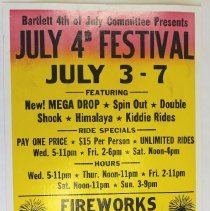 Bartlett 4th of July Committee Presents
JULY 4th FESTIVAL
JULY 3-7
FEATURING
New! MEGA DROP ★ Spin Out ★ Double
Shook ★ Himalaya ★ Kiddie Rides
RIDE SPECIALS
PAY ONE PRICE ★ $15 Per Person ★ UNLIMITED RIDES
Wed. 5-11pm ★ Fri. 2-6pm ★ Sat. Noon-4pm
HOURS
Wed. 5-11pm ★ Thur. Noon-11pm ★ Fri. 2-11pm
Sat. Noon-11pm ★ Sun. 3-9pm
FIREWORKS